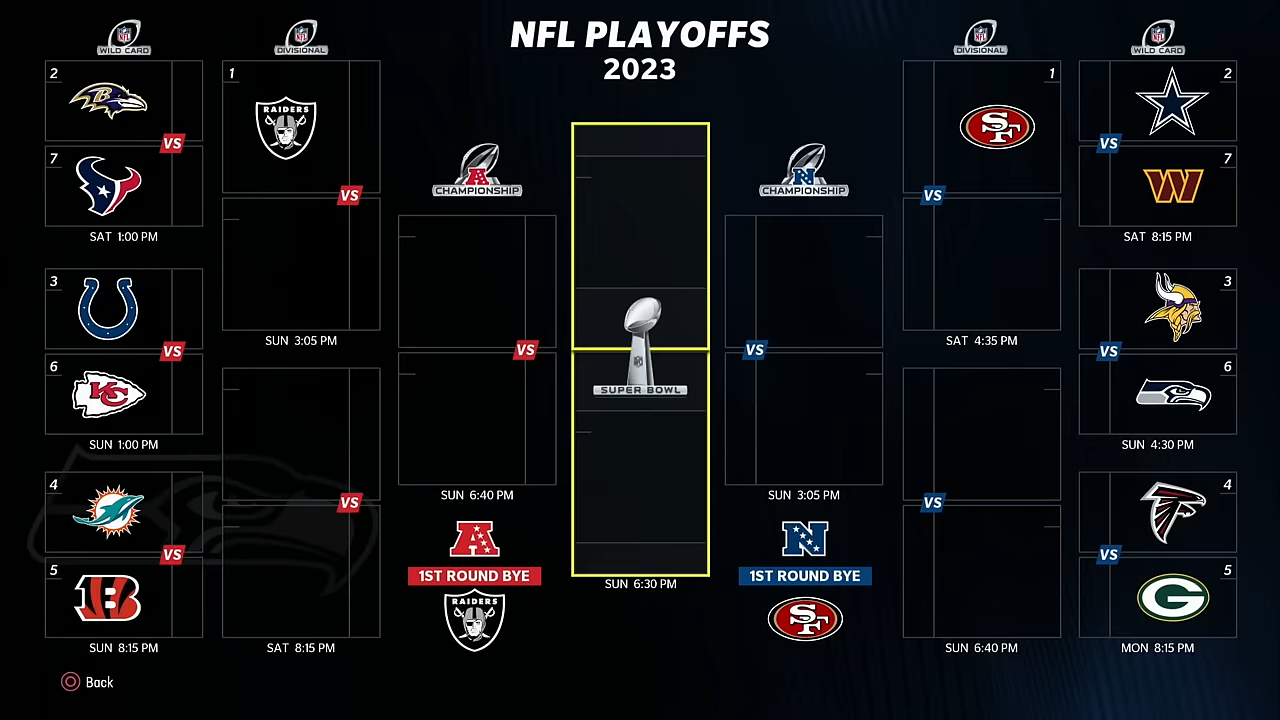 NFL PLAYOFFS
2023
WILD CARD
DIVISIONAL
DIVISIONAL
WILD CARD
2
VS
7
SAT 1:00 PM
3
VS
6
SUN 1:00 PM
4
VS
5
SUN 8:15 PM
1
RAIDERS
VS
SUN 3:05 PM
VS
SAT 8:15 PM
A
CHAMPIONSHIP
VS
SUN 6:40 PM
A
1ST ROUND BYE
RAIDERS
NFL
SUPER BOWL
SUN 6:30 PM
N
CHAMPIONSHIP
VS
SUN 3:05 PM
N
1ST ROUND BYE
SF
1
SF
VS
SAT 4:35 PM
VS
SUN 6:40 PM
2
VS
7
W
SAT 8:15 PM
3
VS
6
SUN 4:30 PM
4
VS
5
G
MON 8:15 PM
B
KC
B
Back